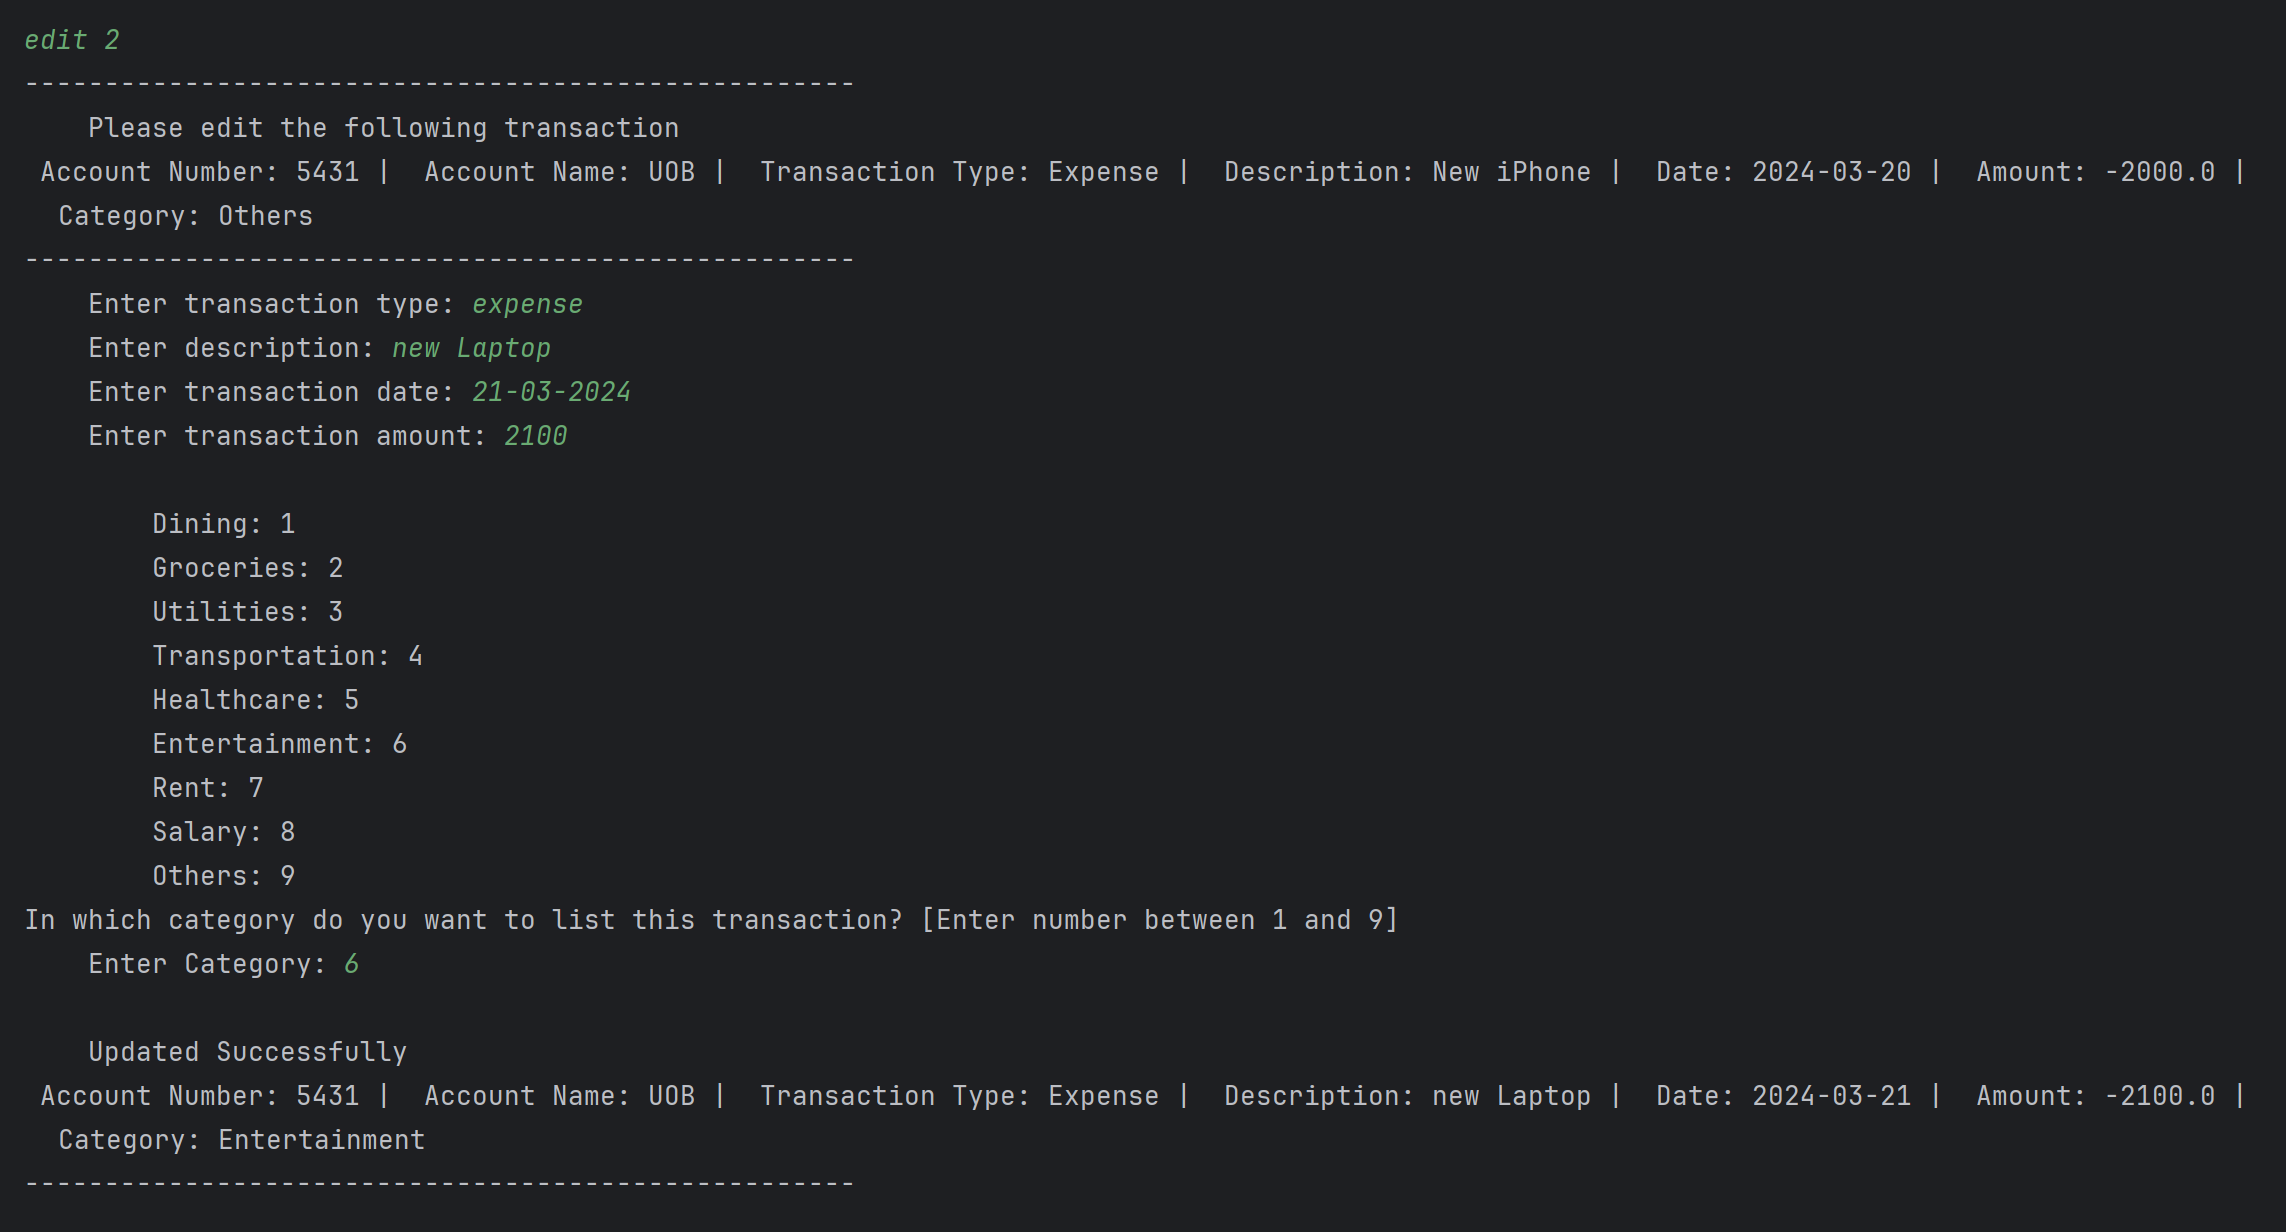 edit 2
----------------------------------------------------
Please edit the following transaction
Account Number: 5431 |  Account Name: UOB |  Transaction Type: Expense |  Description: New iPhone |  Date: 2024-03-20 |  Amount: -2000.0 |
Category: Others
----------------------------------------------------
Enter transaction type: expense
Enter description: new Laptop
Enter transaction date: 21-03-2024
Enter transaction amount: 2100
Dining: 1
Groceries: 2
Utilities: 3
Transportation: 4
Healthcare: 5
Entertainment: 6
Rent: 7
Salary: 8
Others: 9
In which category do you want to list this transaction? [Enter number between 1 and 9]
Enter Category: 6
Updated Successfully
Account Number: 5431 |  Account Name: UOB |  Transaction Type: Expense |  Description: new Laptop |  Date: 2024-03-21 |  Amount: -2100.0 |
Category: Entertainment
----------------------------------------------------